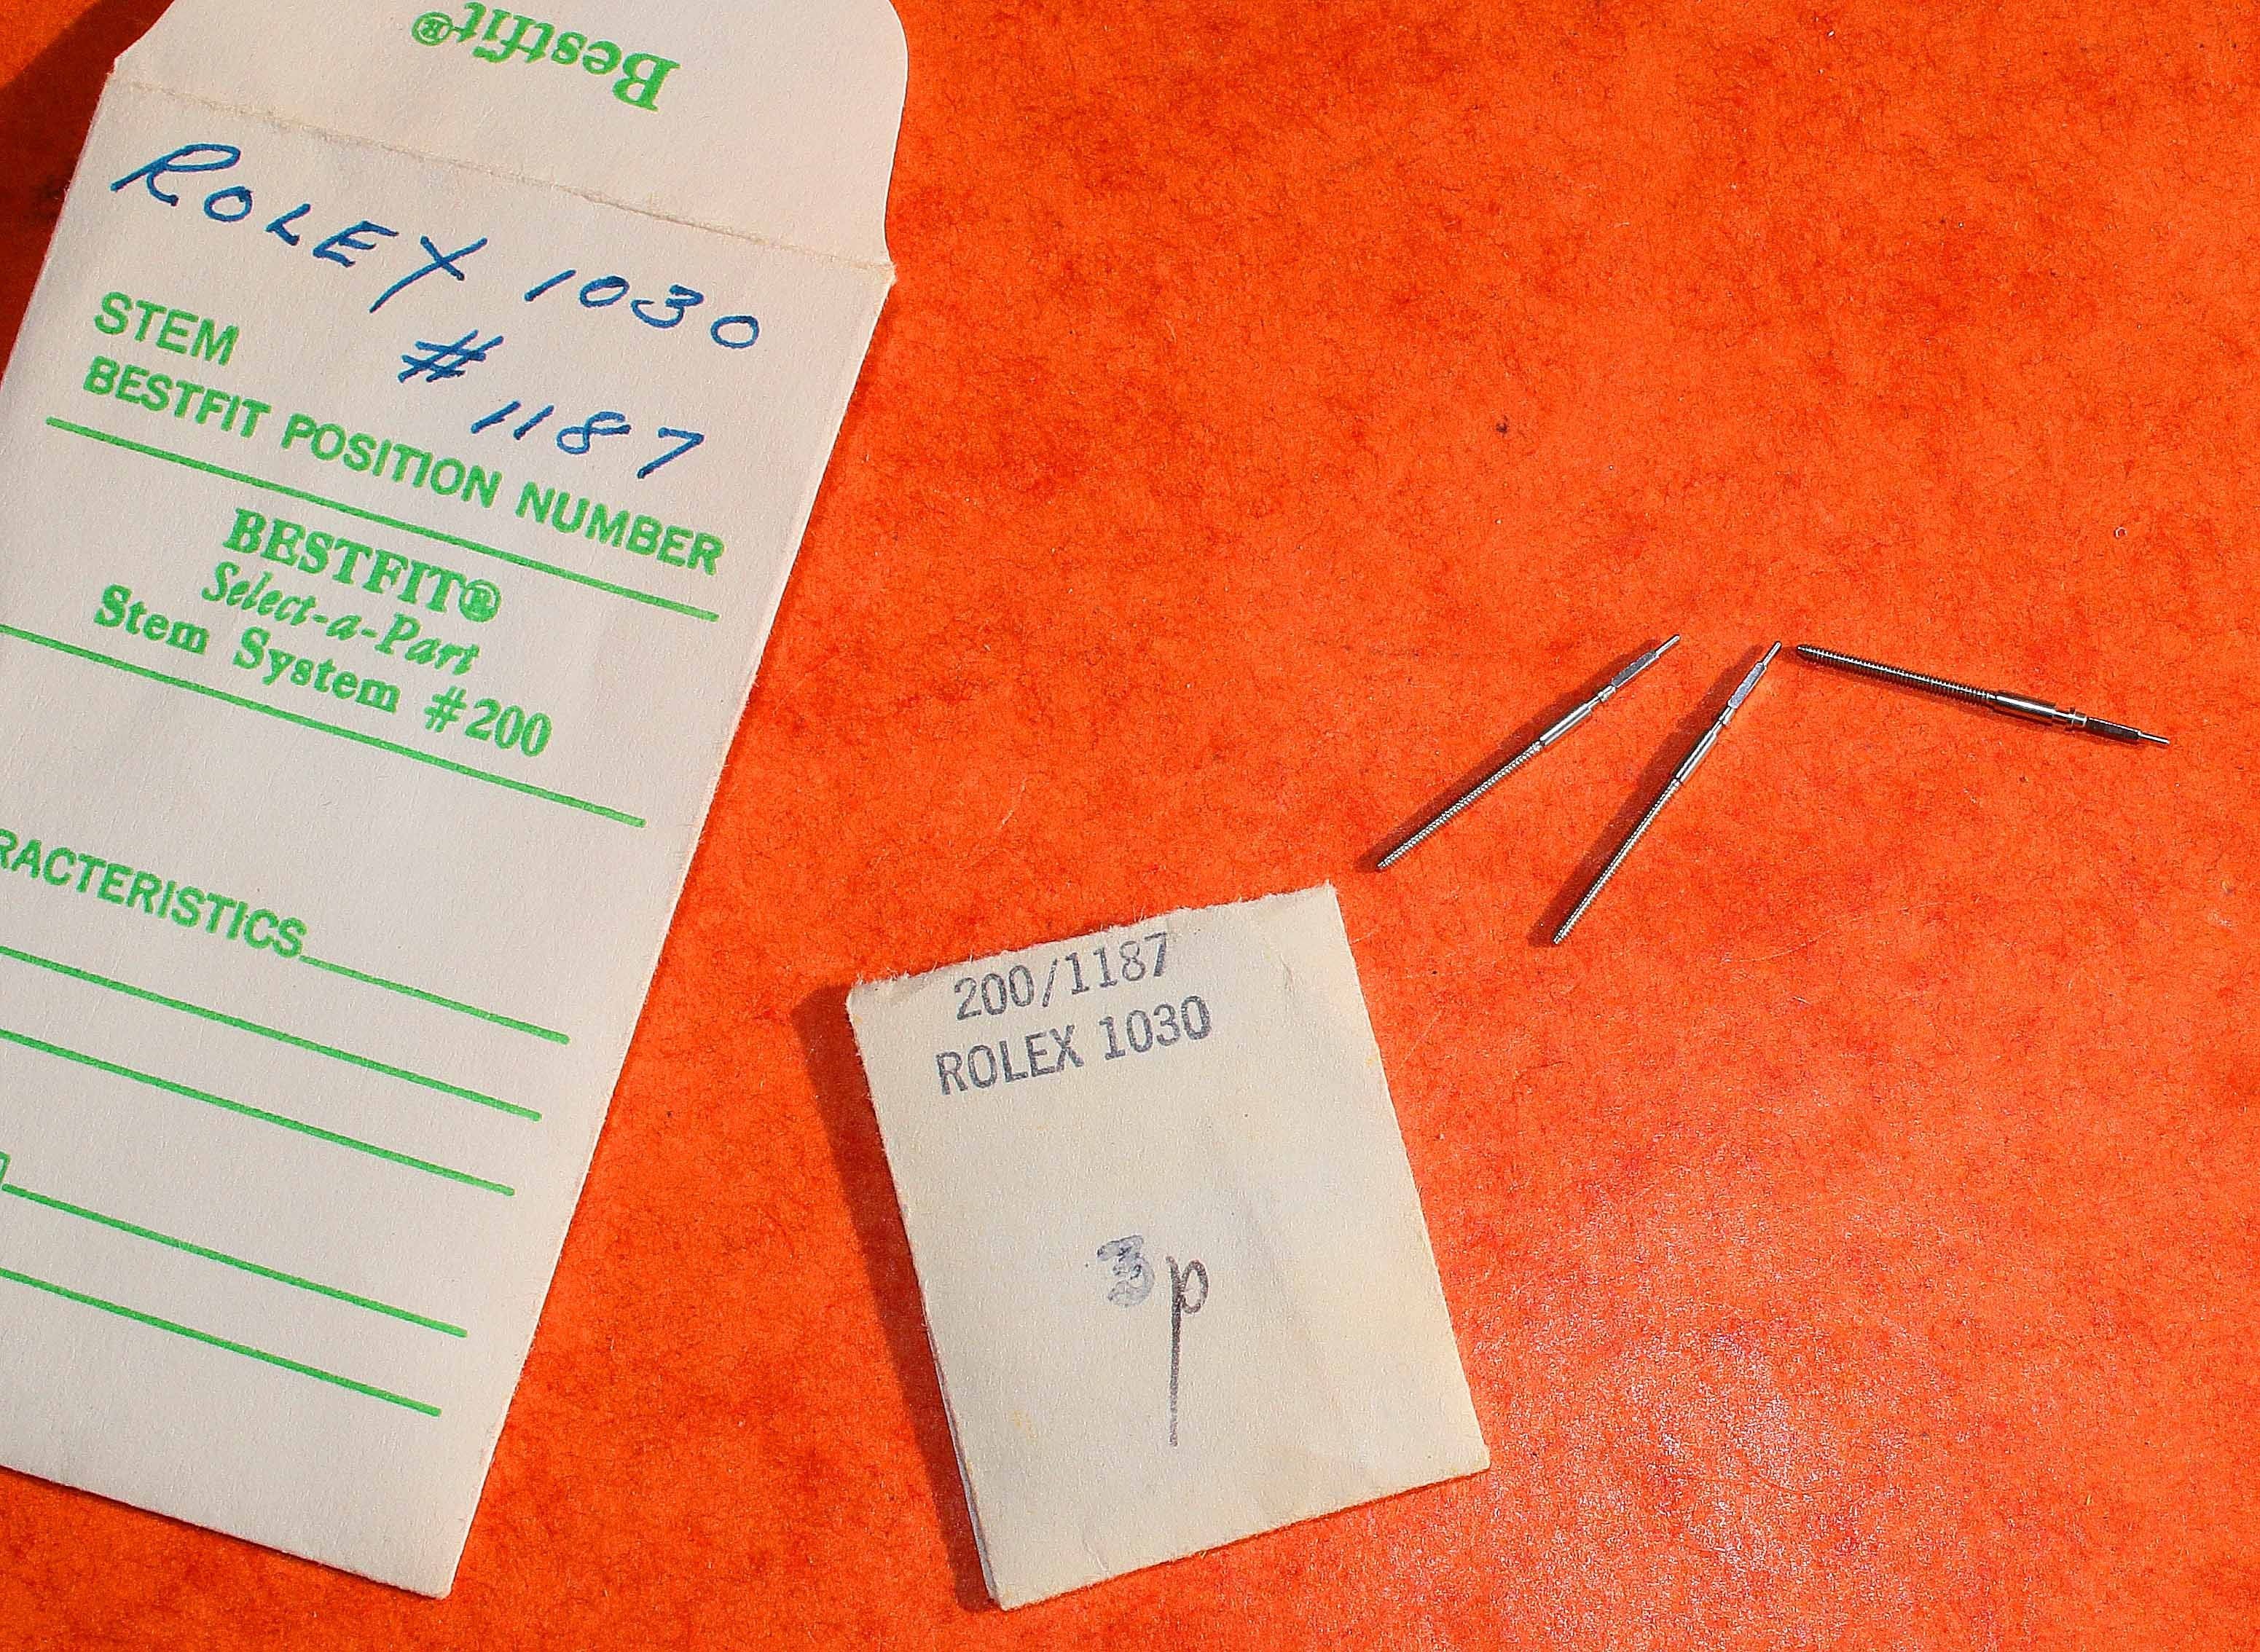 Bestfit®
ROLEX 1030
# 1187
STEM
BESTFIT POSITION NUMBER
BESTFIT®
Select-a-Part
Stem System #200
RACTERISTICS
200/1187
ROLEX 1030
3p